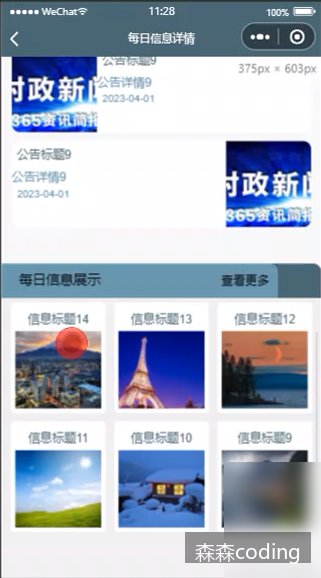 WeChat
11:28
100%
每日信息详情
公告标题9
375px × 603px
公告详情9
2023-04-01
时政新闻
365资讯简报
公告标题9
公告详情9
2023-04-01
时政新闻
365资讯简报
每日信息展示
查看更多
信息标题14
信息标题13
信息标题12
信息标题11
信息标题10
信息标题9
森森coding